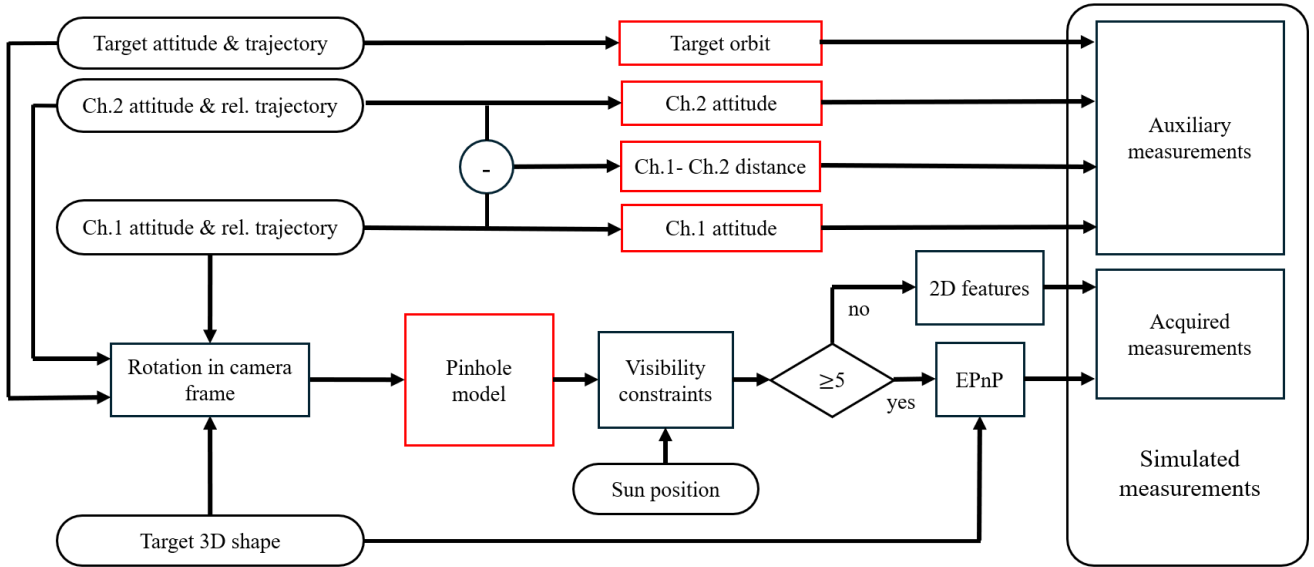 Target attitude & trajectory
Target orbit
Ch.2 attitude & rel. trajectory
Ch.2 attitude
Auxiliary
measurements
-
Ch.1- Ch.2 distance
Ch.1 attitude & rel. trajectory
Ch.1 attitude
2D features
no
Acquired
measurements
Rotation in camera
frame
Pinhole
model
Visibility
constraints
≥5
yes
EPnP
Simulated
measurements
Sun position
Target 3D shape